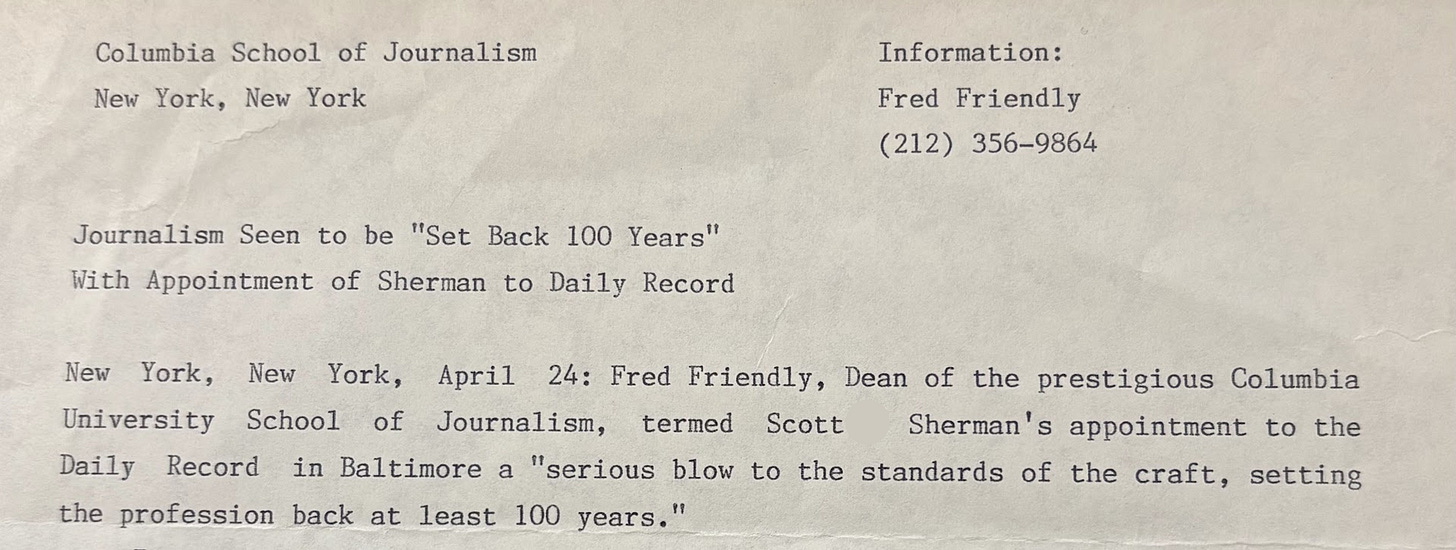 Columbia School of Journalism
New York, New York
Information:
Fred Friendly
(212) 356-9864
Journalism Seen to be "Set Back 100 Years"
With Appointment of Sherman to Daily Record
New York, New York, April 24: Fred Friendly, Dean of the prestigious Columbia
University School of Journalism, termed Scott Sherman's appointment to the
Daily Record in Baltimore a "serious blow to the standards of the craft, setting
the profession back at least 100 years."